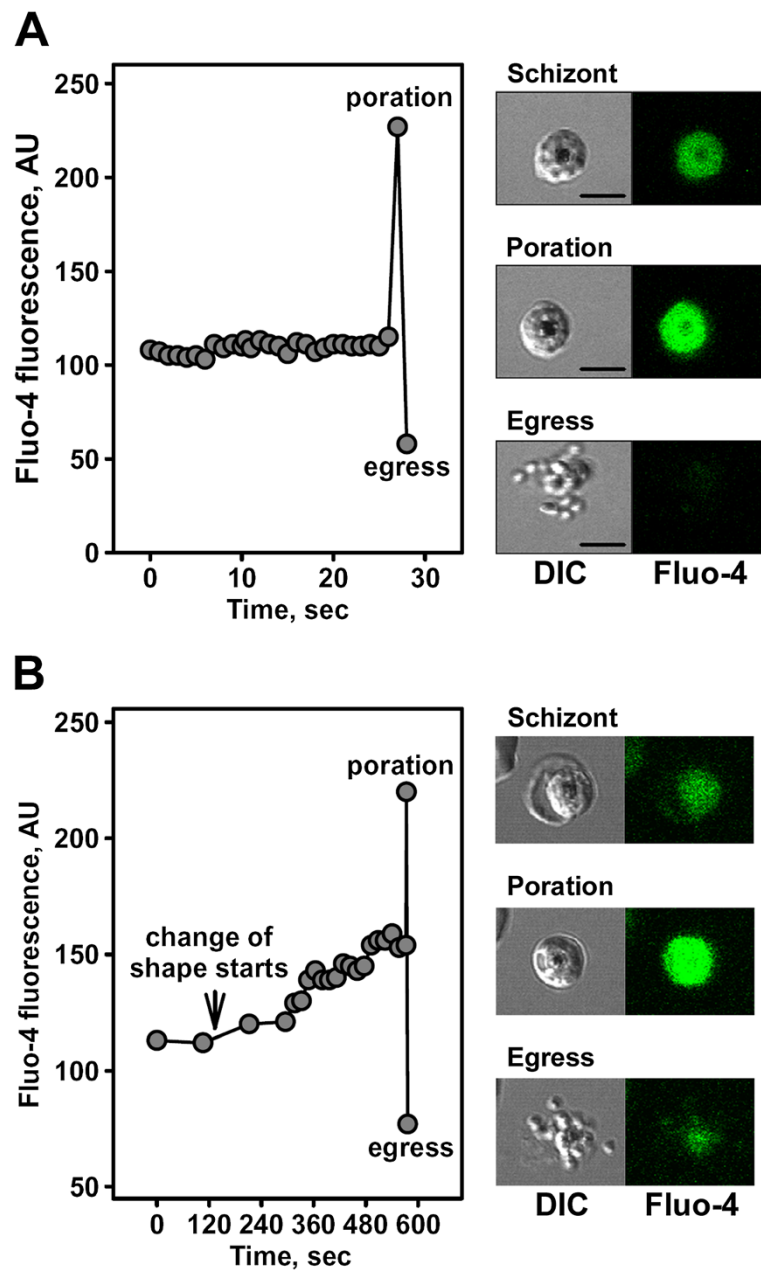 A
Fluo-4 fluorescence, AU
250
200
150
100
50
0
0 10 20 30
Time, sec
poration
egress
Schizont
Poration
Egress
DIC Fluo-4
B
Fluo-4 fluorescence, AU
250
200
150
100
50
0 120 240 360 480 600
Time, sec
poration
change of
shape starts
egress
Schizont
Poration
Egress
DIC Fluo-4